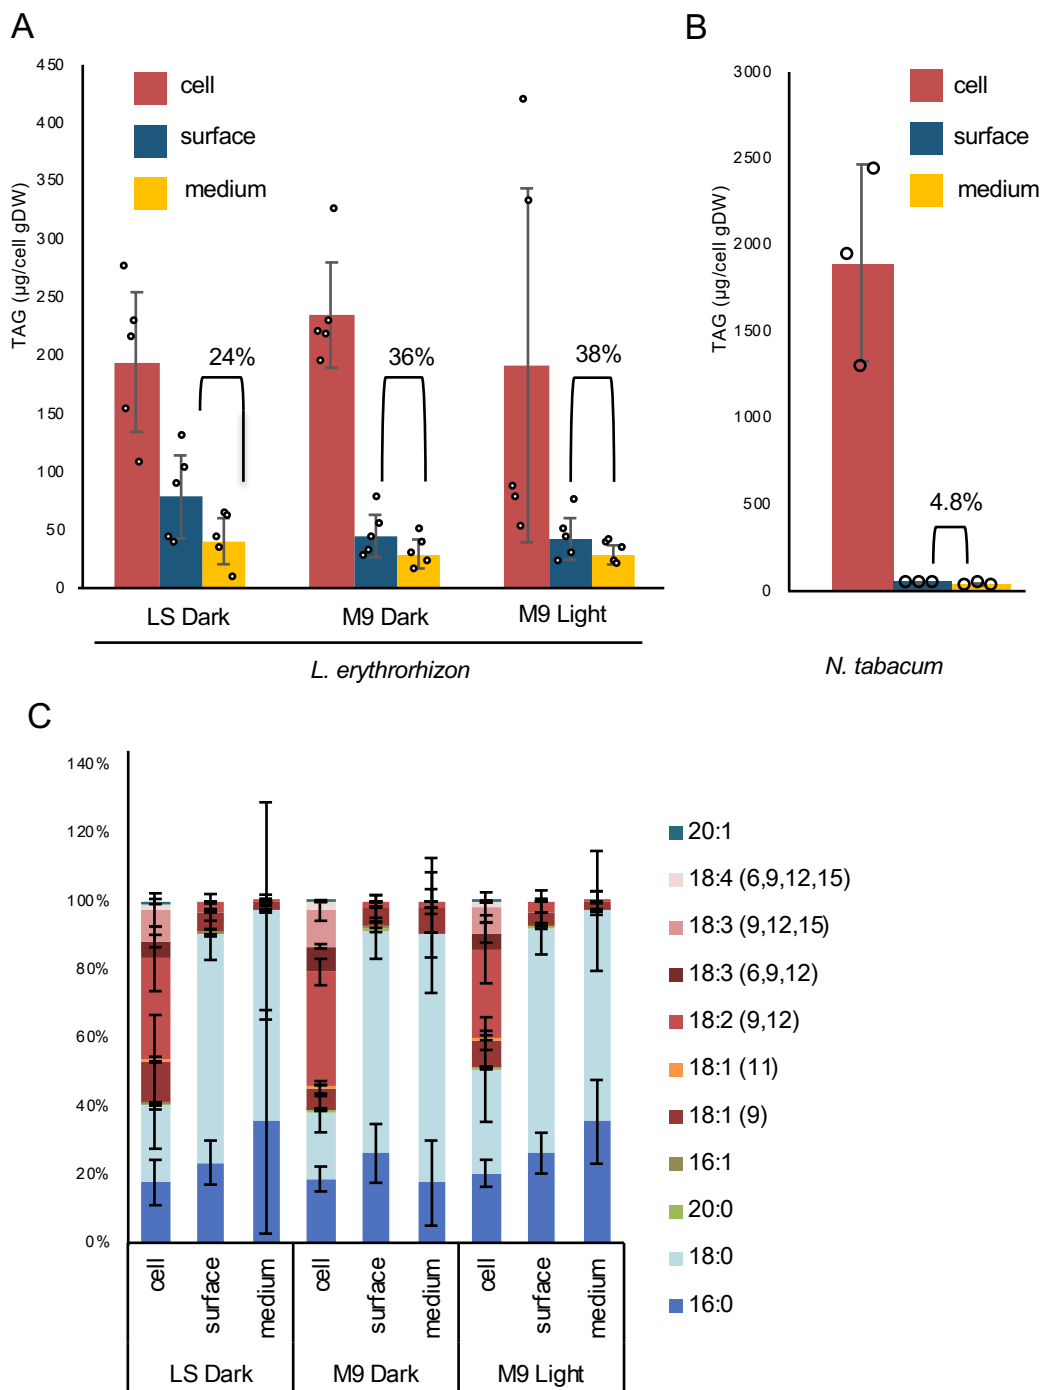 A
450
400
350
300
250
200
150
100
50
0
TAG (µg/cell gDW)
cell
surface
medium
24%
36%
38%
LS Dark
M9 Dark
M9 Light
L. erythrorhizon
B
3000
2500
2000
1500
1000
500
0
TAG (µg/cell gDW)
cell
surface
medium
4.8%
N. tabacum
C
140%
120%
100%
80%
60%
40%
20%
0%
cell
surface
medium
cell
surface
medium
cell
surface
medium
LS Dark
M9 Dark
M9 Light
20:1
18:4 (6,9,12,15)
18:3 (9,12,15)
18:3 (6,9,12)
18:2 (9,12)
18:1 (11)
18:1 (9)
16:1
20:0
18:0
16:0